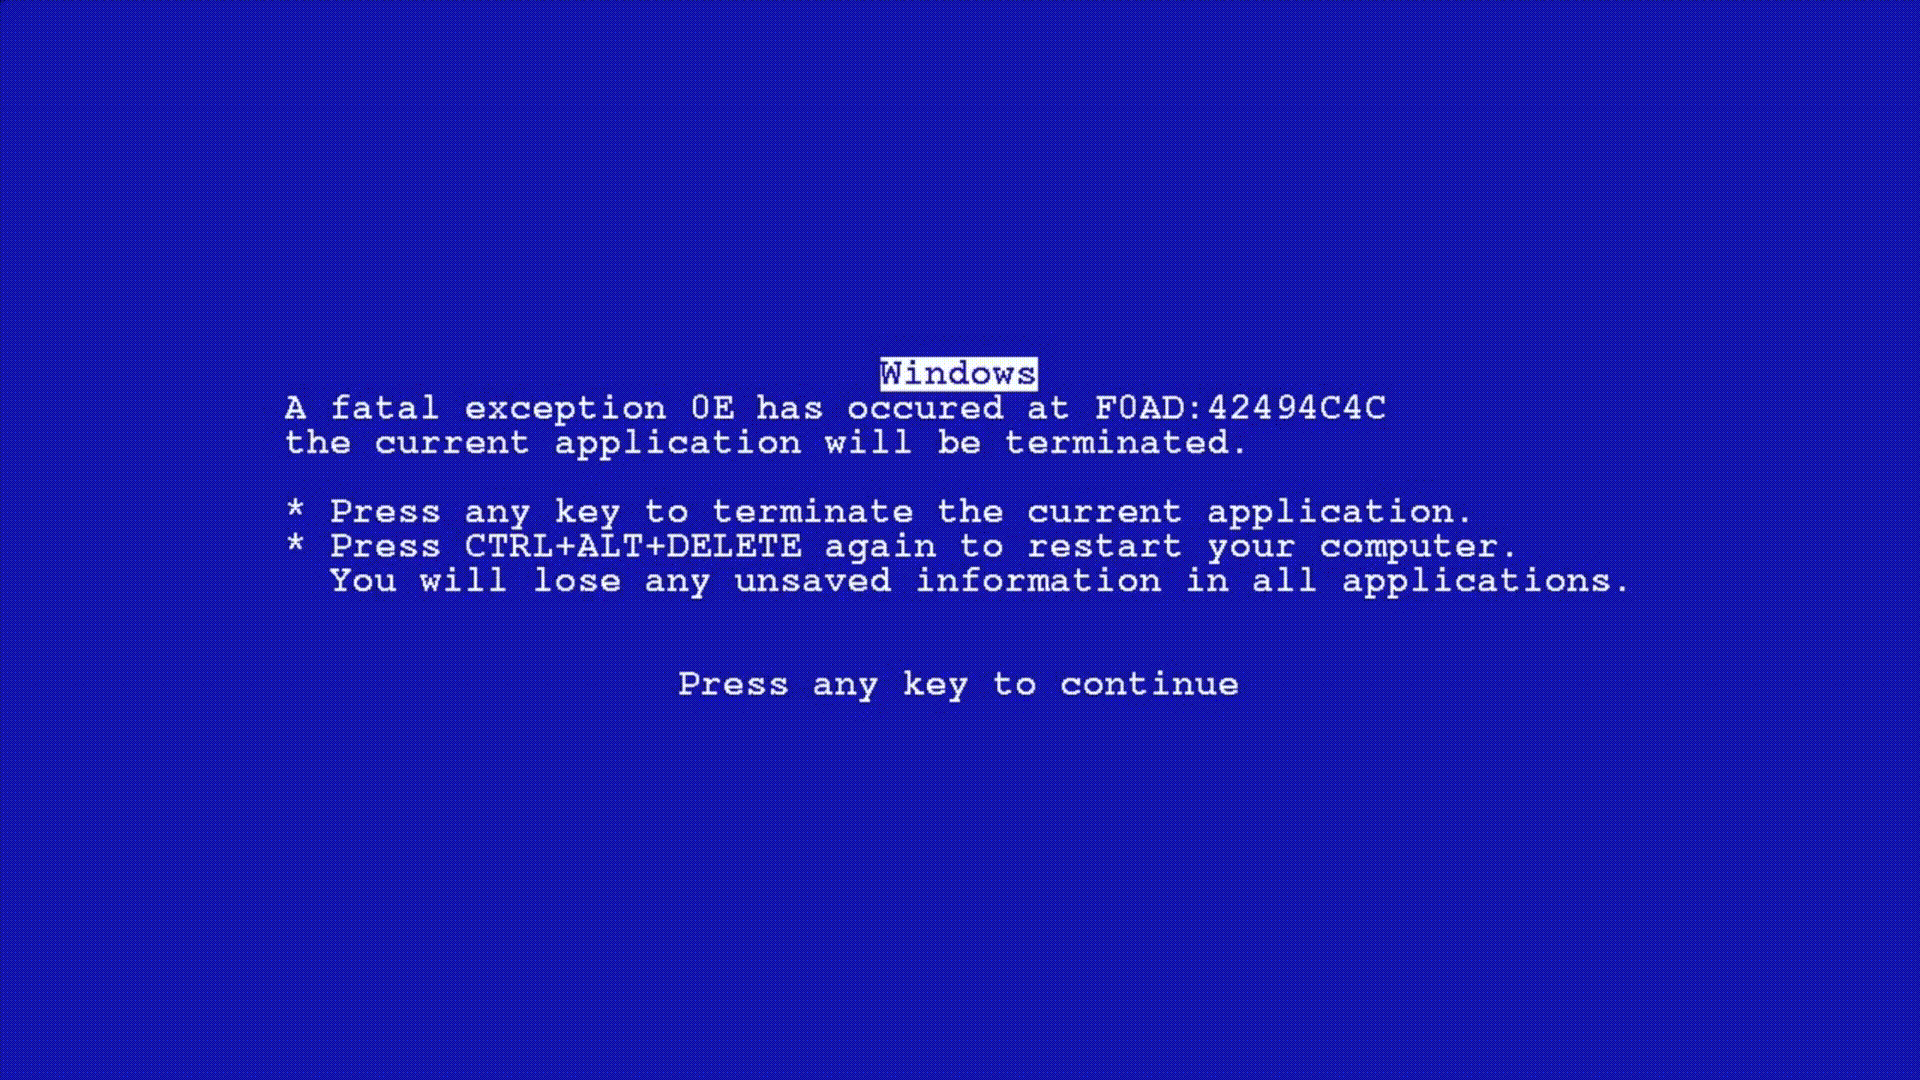 Windows
A fatal exception 0E has occured at F0AD:42494C4C
the current application will be terminated.
* Press any key to terminate the current application.
* Press CTRL+ALT+DELETE again to restart your computer.
You will lose any unsaved information in all applications.
Press any key to continue